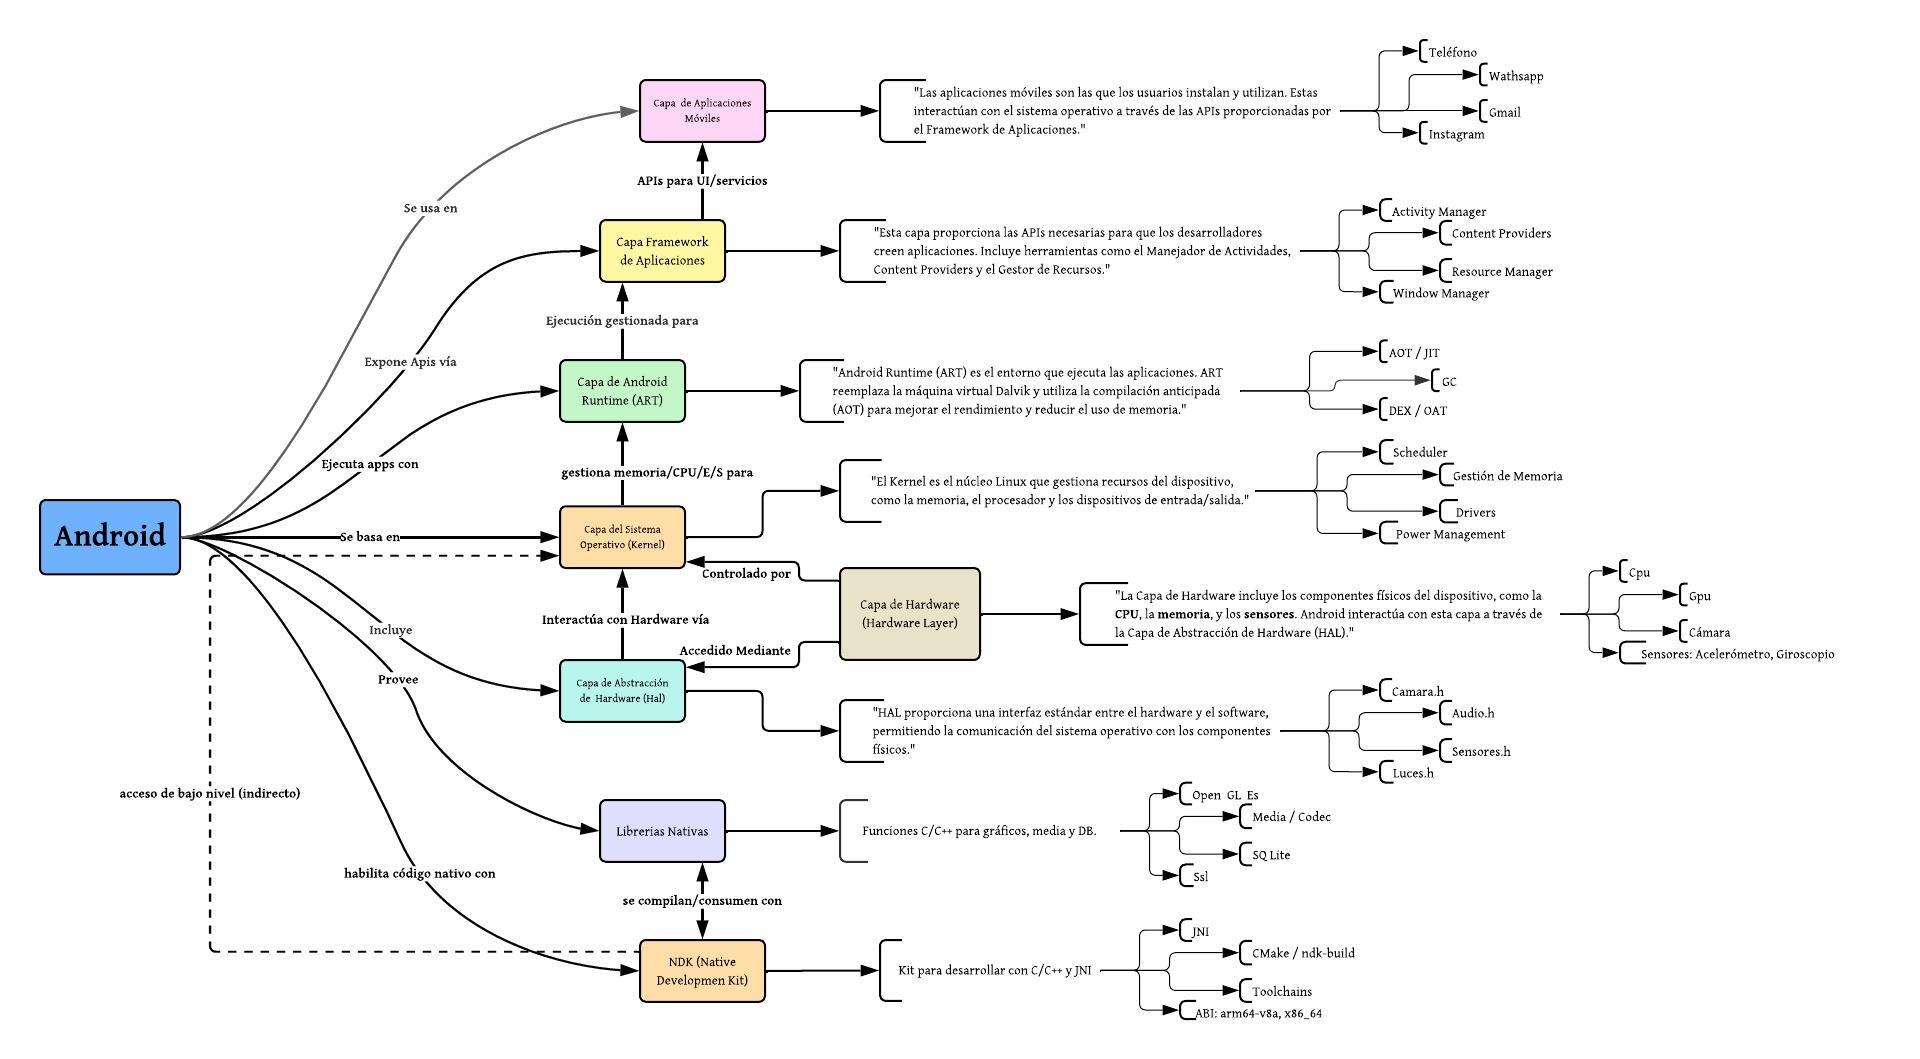 Teléfono
Wathsapp
Capa  de Aplicaciones
Móviles
"Las aplicaciones móviles son las que los usuarios instalan y utilizan. Estas
interactúan con el sistema operativo a través de las APIs proporcionadas por
el Framework de Aplicaciones."
Gmail
Instagram
APIs para UI/servicios
Se usa en
Activity Manager
Capa Framework
de Aplicaciones
"Esta capa proporciona las APIs necesarias para que los desarrolladores
creen aplicaciones. Incluye herramientas como el Manejador de Actividades,
Content Providers y el Gestor de Recursos."
Content Providers
Resource Manager
Window Manager
Ejecución gestionada para
Expone Apis vía
AOT / JIT
Capa de Android
Runtime (ART)
"Android Runtime (ART) es el entorno que ejecuta las aplicaciones. ART
reemplaza la máquina virtual Dalvik y utiliza la compilación anticipada
(AOT) para mejorar el rendimiento y reducir el uso de memoria."
GC
DEX / OAT
Ejecuta apps con
gestiona memoria/CPU/E/S para
Scheduler
"El Kernel es el núcleo Linux que gestiona recursos del dispositivo,
como la memoria, el procesador y los dispositivos de entrada/salida."
Gestión de Memoria
Drivers
Power Management
Android
Se basa en
Capa del Sistema
Operativo (Kernel)
Controlado por
Cpu
Capa de Hardware
(Hardware Layer)
"La Capa de Hardware incluye los componentes físicos del dispositivo, como la
CPU, la memoria, y los sensores. Android interactúa con esta capa a través de
la Capa de Abstracción de Hardware (HAL)."
Gpu
Cámara
Sensores: Acelerómetro, Giroscopio
Interactúa con Hardware vía
Incluye
Accedido Mediante
Provee
Capa de Abstracción
de  Hardware (Hal)
Camara.h
"HAL proporciona una interfaz estándar entre el hardware y el software,
permitiendo la comunicación del sistema operativo con los componentes
físicos."
Audio.h
Sensores.h
Luces.h
acceso de bajo nivel (indirecto)
Open  GL  Es
Librerias Nativas
Funciones C/C++ para gráficos, media y DB.
Media / Codec
SQ Lite
Ssl
habilita código nativo con
se compilan/consumen con
JNI
NDK (Native
Developmen Kit)
Kit para desarrollar con C/C++ y JNI
CMake / ndk-build
Toolchains
ABI: arm64-v8a, x86_64